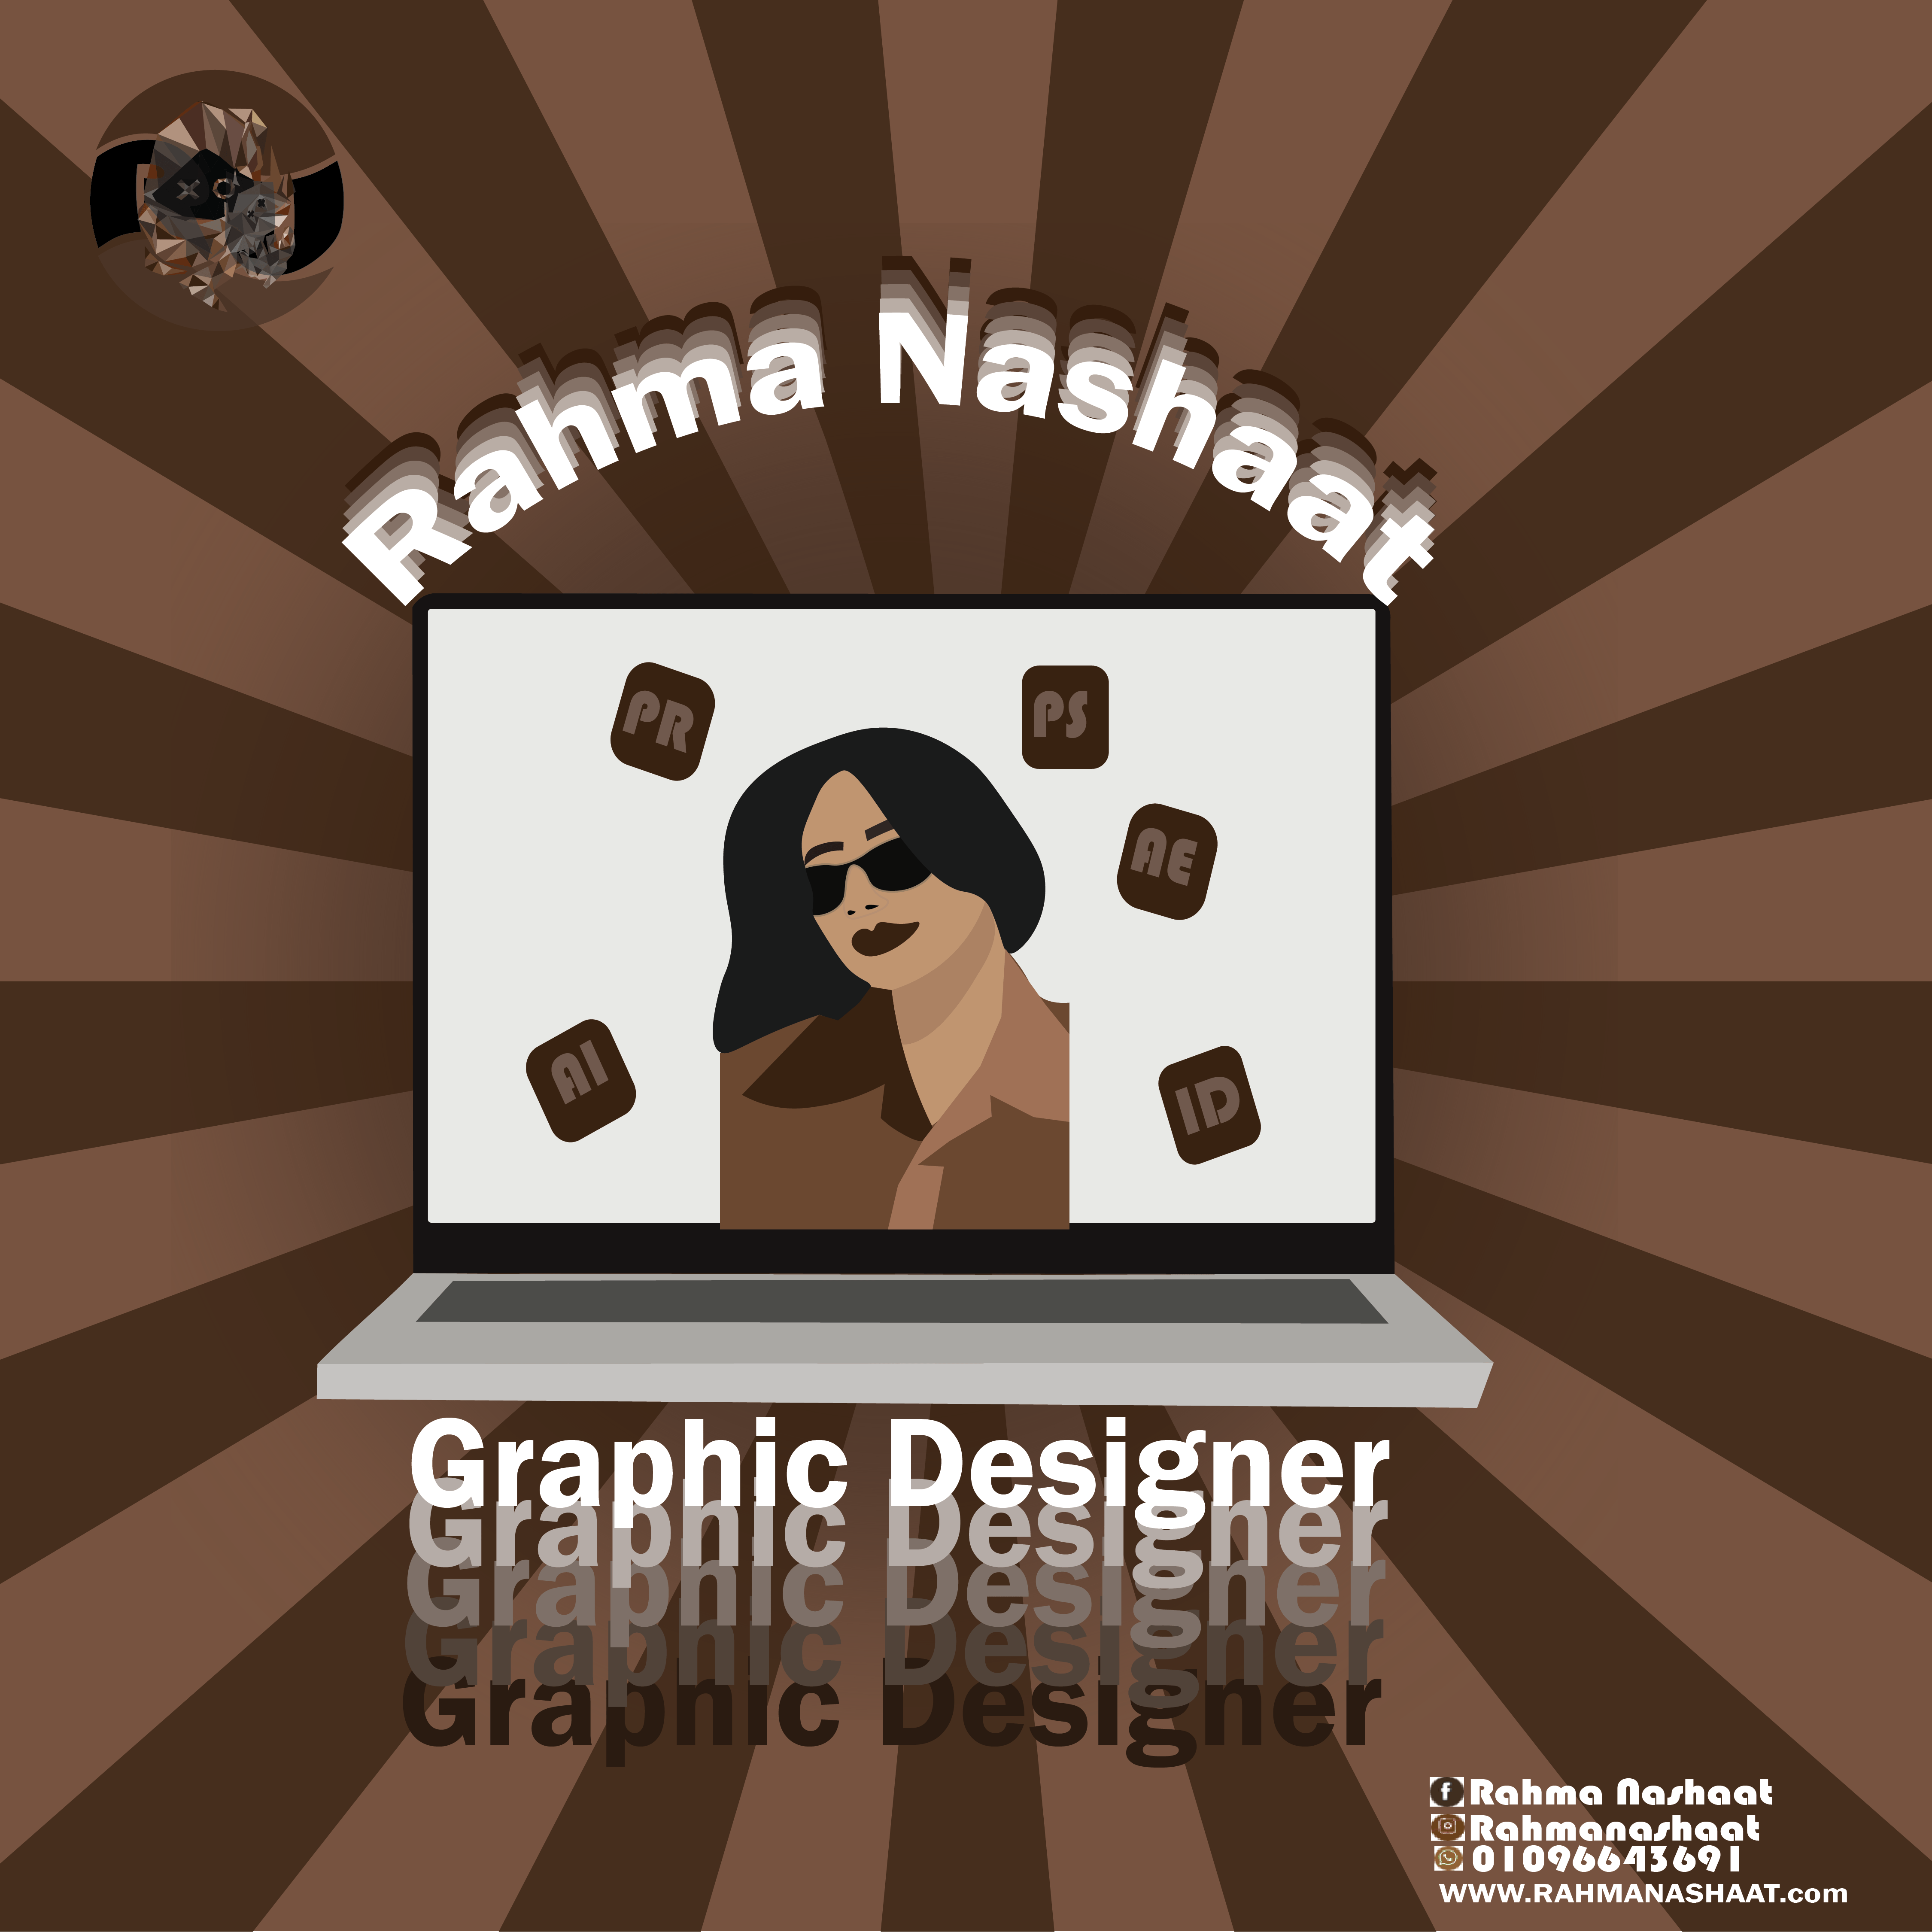 Rahma Nashaat
PR
PS
AE
AI
ID
Graphic Designer
Graphic Designer
Graphic Designer
Graphic Designer
Graphic Designer
Rahma Nashaat
Rahmanashaat
01096643691
WWW.RAHMANASHAAT.com